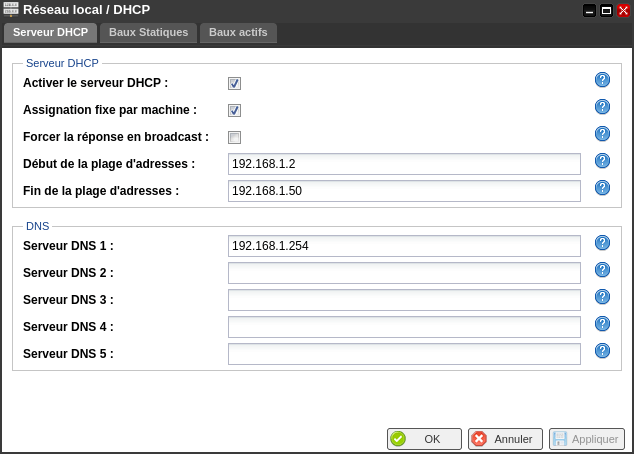 Réseau local / DHCP
Serveur DHCP Baux Statiques Baux actifs
Serveur DHCP
Activer le serveur DHCP :
Assignation fixe par machine :
Forcer la réponse en broadcast :
Début de la plage d'adresses : 192.168.1.2
Fin de la plage d'adresses : 192.168.1.50
DNS
Serveur DNS 1 : 192.168.1.254
Serveur DNS 2 :
Serveur DNS 3 :
Serveur DNS 4 :
Serveur DNS 5 :
OK Annuler Appliquer